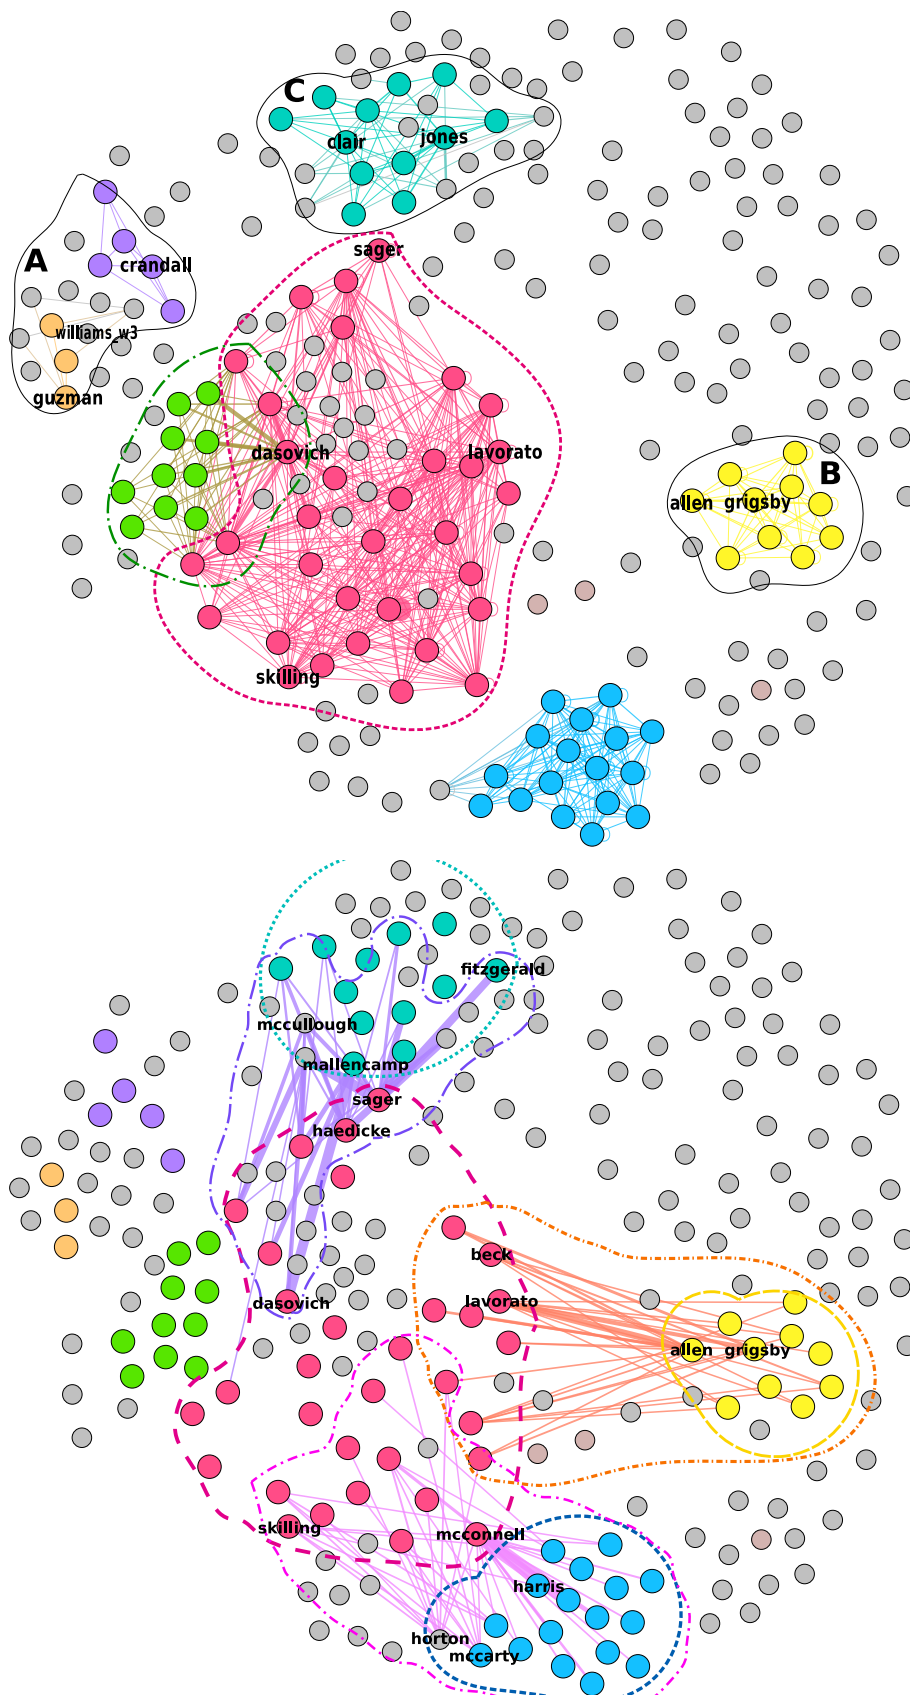 C
clair
jones
sager
A
crandall
williams_w3
guzman
dasovich
lavorato
B
allen grigsby
skilling
fitzgerald
mccullough
mallencamp
sager
haedicke
beck
dasovich
lavorato
allen grigsby
skilling
mcconnell
harris
horton
mccarty